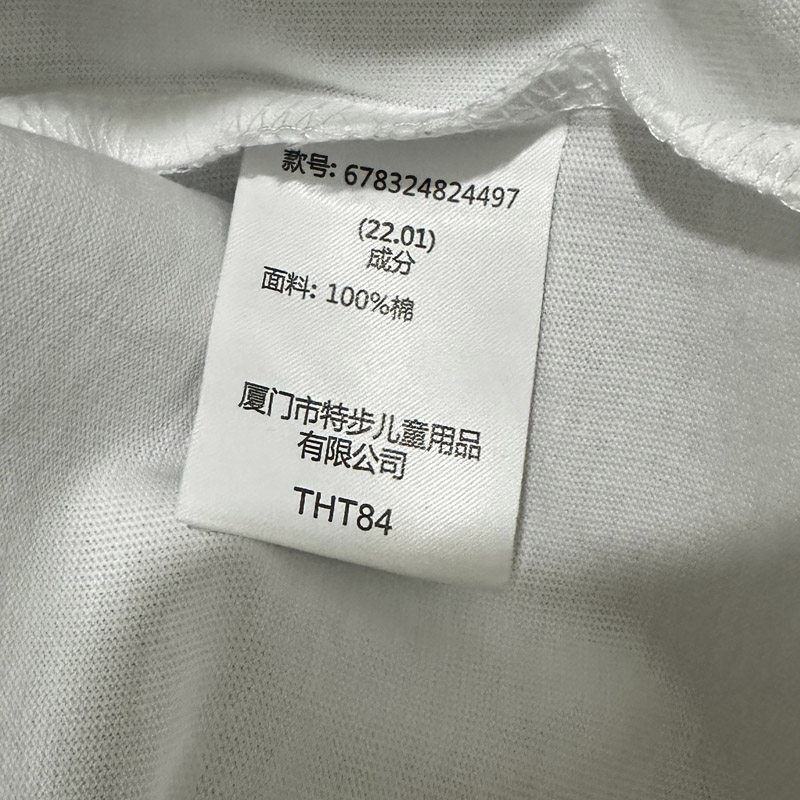 款号: 678324824497
(22.01)
成分
面料: 100%棉
厦门市特步儿童用品
有限公司
THT84